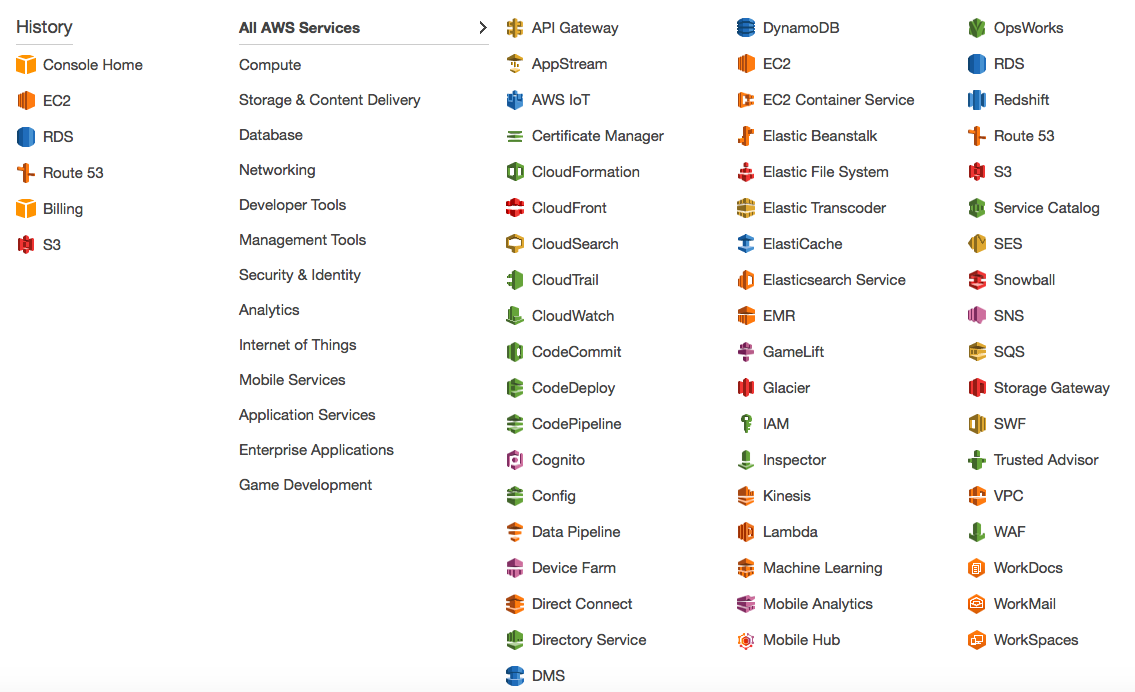 History
Console Home
EC2
RDS
Route 53
Billing
S3
All AWS Services
Compute
Storage & Content Delivery
Database
Networking
Developer Tools
Management Tools
Security & Identity
Analytics
Internet of Things
Mobile Services
Application Services
Enterprise Applications
Game Development
API Gateway
AppStream
AWS IoT
Certificate Manager
CloudFormation
CloudFront
CloudSearch
CloudTrail
CloudWatch
CodeCommit
CodeDeploy
CodePipeline
Cognito
Config
Data Pipeline
Device Farm
Direct Connect
Directory Service
DMS
DynamoDB
EC2
EC2 Container Service
Elastic Beanstalk
Elastic File System
Elastic Transcoder
ElastiCache
Elasticsearch Service
EMR
GameLift
Glacier
IAM
Inspector
Kinesis
Lambda
Machine Learning
Mobile Analytics
Mobile Hub
OpsWorks
RDS
Redshift
Route 53
S3
Service Catalog
SES
Snowball
SNS
SQS
Storage Gateway
SWF
Trusted Advisor
VPC
WAF
WorkDocs
WorkMail
WorkSpaces